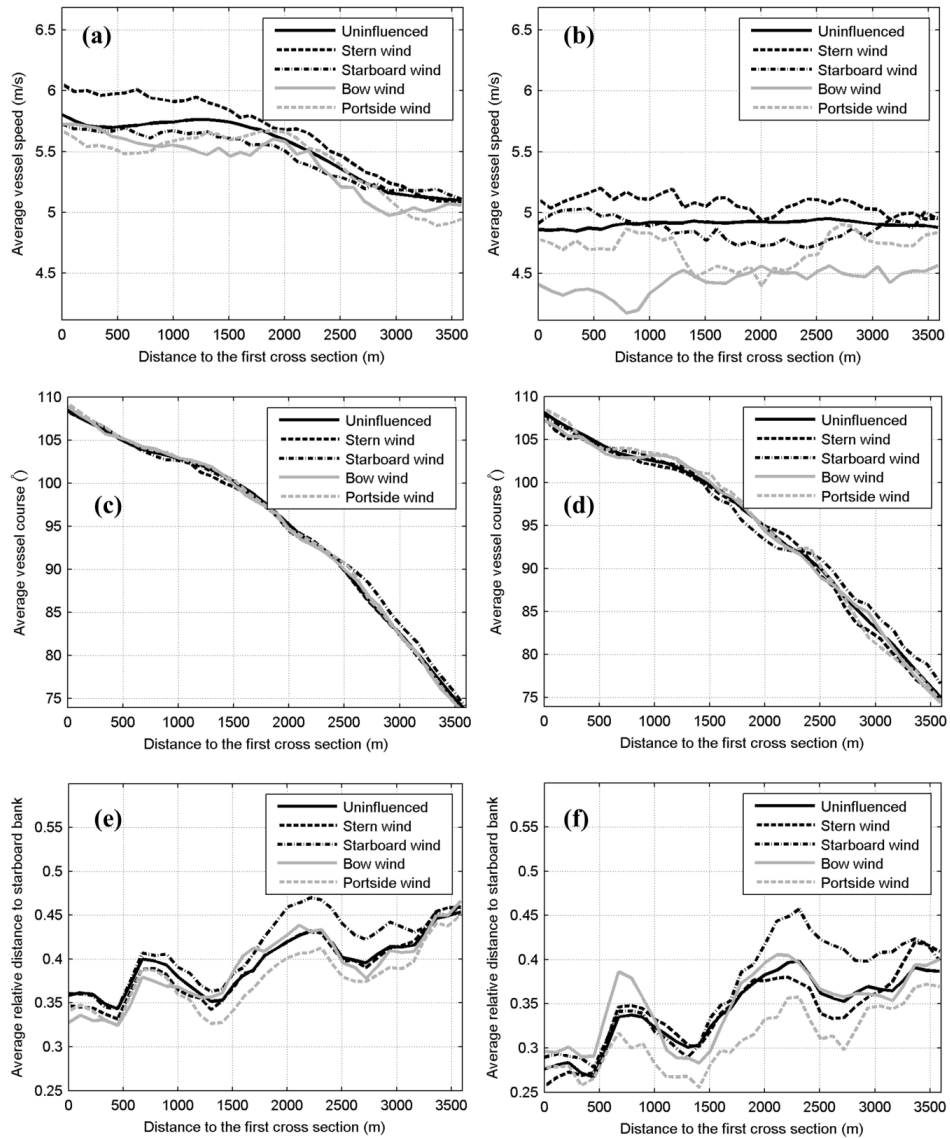 (a)
Uninfluenced
Stern wind
Starboard wind
Bow wind
Portside wind
6.5
6
5.5
5
4.5
0 500 1000 1500 2000 2500 3000 3500
Average vessel speed (m/s)
Distance to the first cross section (m)
(b)
Uninfluenced
Stern wind
Starboard wind
Bow wind
Portside wind
6.5
6
5.5
5
4.5
0 500 1000 1500 2000 2500 3000 3500
Average vessel speed (m/s)
Distance to the first cross section (m)
(c)
Uninfluenced
Stern wind
Starboard wind
Bow wind
Portside wind
110
105
100
95
90
85
80
75
0 500 1000 1500 2000 2500 3000 3500
Average vessel course (°)
Distance to the first cross section (m)
(d)
Uninfluenced
Stern wind
Starboard wind
Bow wind
Portside wind
110
105
100
95
90
85
80
75
0 500 1000 1500 2000 2500 3000 3500
Average vessel course (°)
Distance to the first cross section (m)
(e)
Uninfluenced
Stern wind
Starboard wind
Bow wind
Portside wind
0.55
0.5
0.45
0.4
0.35
0.3
0.25
0 500 1000 1500 2000 2500 3000 3500
Average relative distance to starboard bank
Distance to the first cross section (m)
(f)
Uninfluenced
Stern wind
Starboard wind
Bow wind
Portside wind
0.55
0.5
0.45
0.4
0.35
0.3
0.25
0 500 1000 1500 2000 2500 3000 3500
Average relative distance to starboard bank
Distance to the first cross section (m)